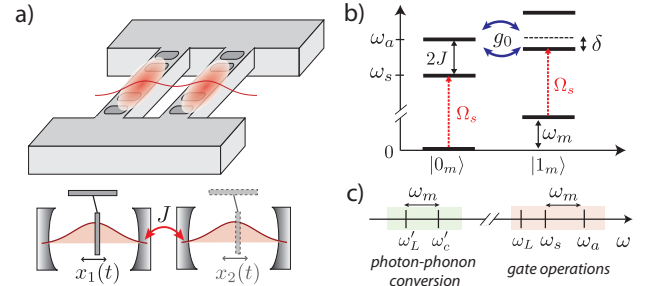 a)
J
x₁(t)
x₂(t)
b)
ωₐ
g₀
δ
2J
ωₛ
Ωₛ
Ωₛ
ωₘ
0
|0ₘ⟩
|1ₘ⟩
c)
ωₘ
ωₘ
ω′_L
ω′_c
ω_L
ωₛ
ωₐ
ω
photon-phonon
conversion
gate operations